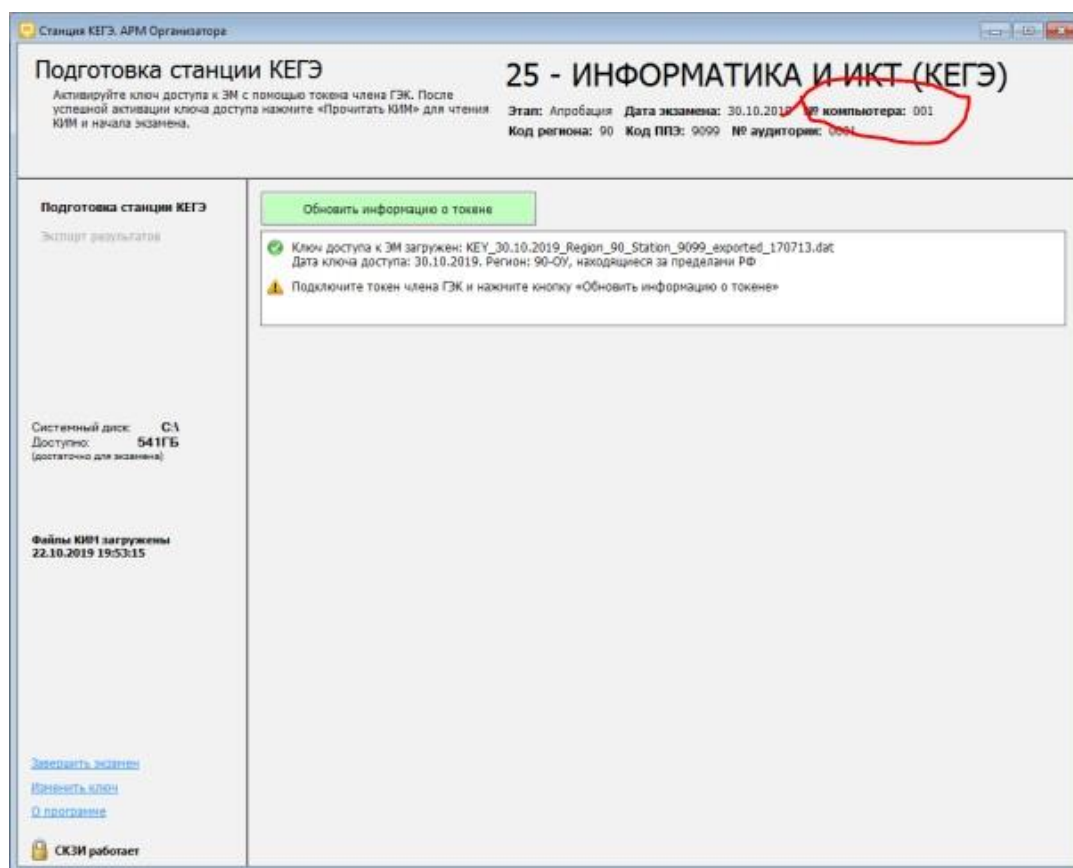 Станция КЕГЭ. АРМ Организатора
Подготовка станции КЕГЭ
Активируйте ключ доступа к ЭМ с помощью токена члена ГЭК. После
успешной активации ключа доступа нажмите «Прочитать КИМ» для чтения
КИМ и начала экзамена.
25 - ИНФОРМАТИКА И ИКТ (КЕГЭ)
Этап: Апробация Дата экзамена: 30.10.2019 № компьютера: 001
Код региона: 90 Код ППЭ: 9099 № аудитории: 0001
Подготовка станции КЕГЭ
Экспорт результатов
Обновить информацию о токене
Ключ доступа к ЭМ загружен: KEY_30.10.2019_Region_90_Station_9099_exported_170713.dat
Дата ключа доступа: 30.10.2019. Регион: 90-ОУ, находящиеся за пределами РФ
Подключите токен члена ГЭК и нажмите кнопку «Обновить информацию о токене»
Системный диск: C:\
Доступно: 541ГБ
(достаточно для экзамена)
Файлы КИМ загружены
22.10.2019 19:53:15
Завершить экзамен
Изменить ключ
О программе
СКЗИ работает